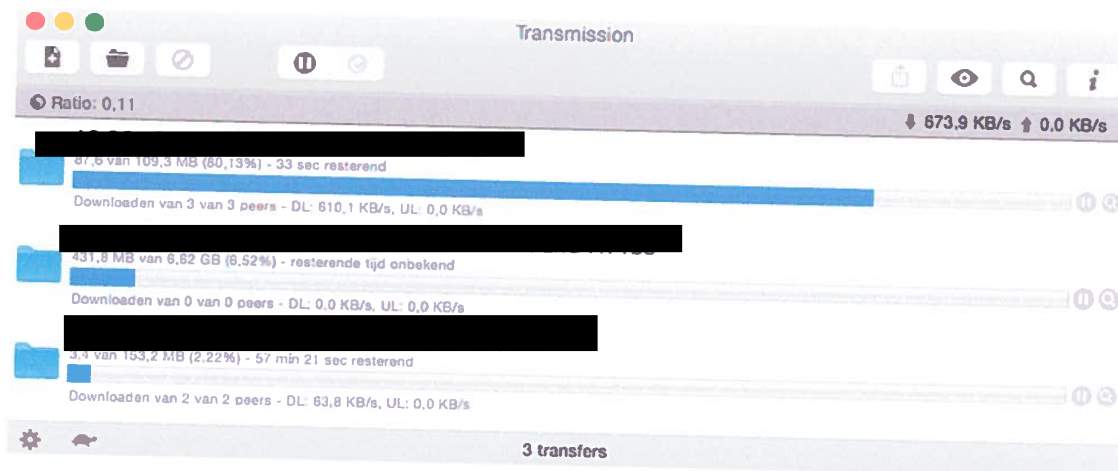 Transmission
Ratio: 0,11
873,9 KB/s 0,0 KB/s
87,6 van 109,3 MB (80,13%) - 33 sec resterend
Downloaden van 3 van 3 peers - DL: 610,1 KB/s, UL: 0,0 KB/s
431,8 MB van 6,62 GB (6,52%) - resterende tijd onbekend
Downloaden van 0 van 0 peers - DL: 0,0 KB/s, UL: 0,0 KB/s
3,4 van 153,2 MB (2,22%) - 57 min 21 sec resterend
Downloaden van 2 van 2 peers - DL: 63,8 KB/s, UL: 0,0 KB/s
3 transfers